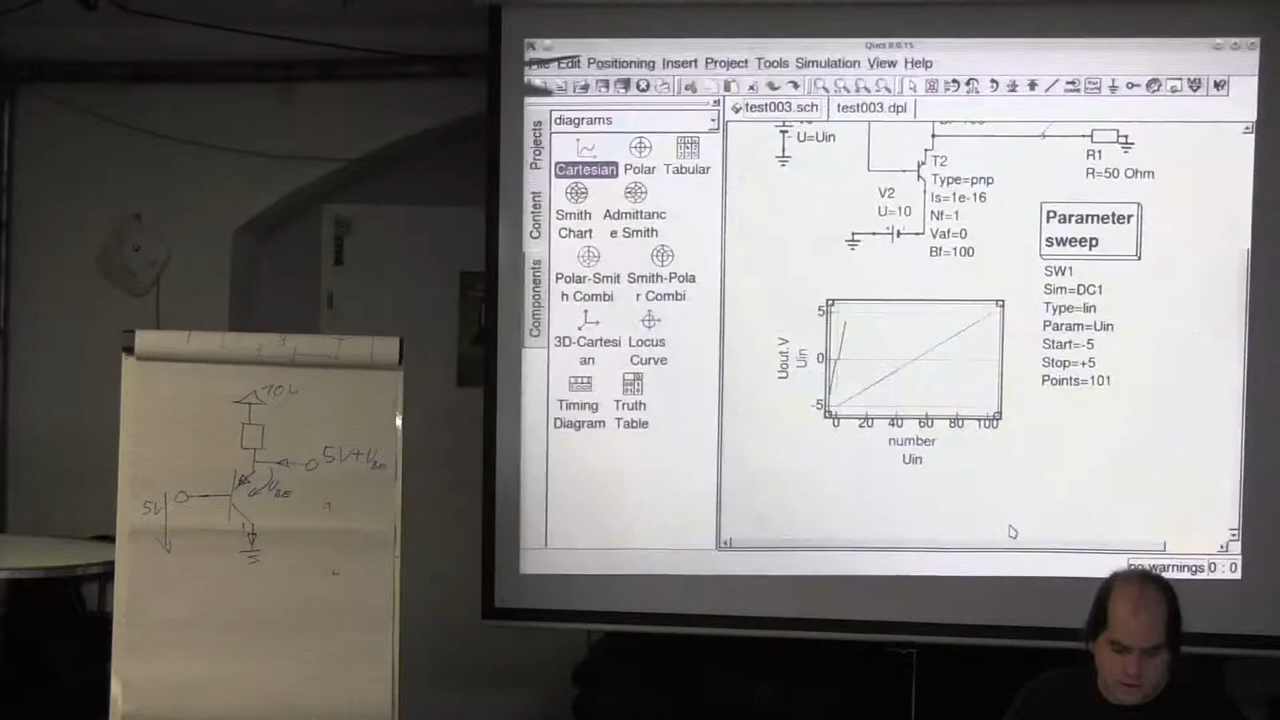 Qucs 0.0.15
File Edit Positioning Insert Project Tools Simulation View Help
Projects
Content
Components
diagrams
Cartesian Polar Tabular
Smith Chart
Admittanc e Smith
Polar-Smit h Combi
Smith-Pola r Combi
3D-Cartesi an
Locus Curve
Timing Diagram
Truth Table
test003.sch test003.dpl
U=Uin
V2
U=10
T2
Type=pnp
Is=1e-16
Nf=1
Vaf=0
Bf=100
R1
R=50 Ohm
Parameter
sweep
SW1
Sim=DC1
Type=lin
Param=Uin
Start=-5
Stop=+5
Points=101
Uout.V
Uin
5
0
-5
0 20 40 60 80 100
number
Uin
no warnings 0 : 0
10V
5V+UBE
UBE
5V